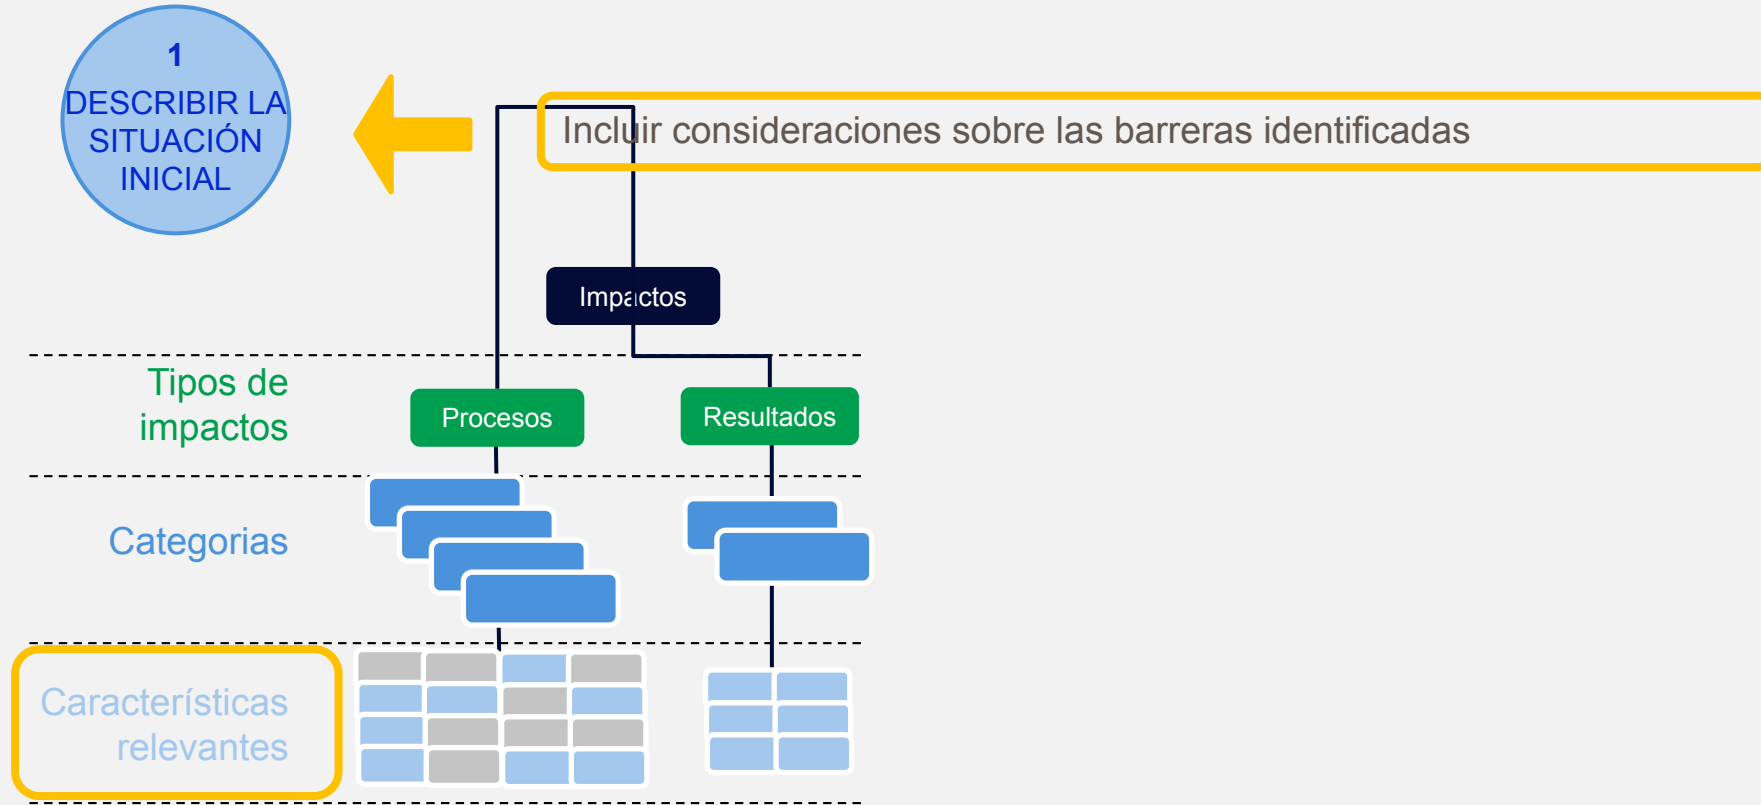 1
DESCRIBIR LA
SITUACIÓN
INICIAL
Incluir consideraciones sobre las barreras identificadas
Impactos
Tipos de
impactos
Procesos
Resultados
Categorias
Características
relevantes